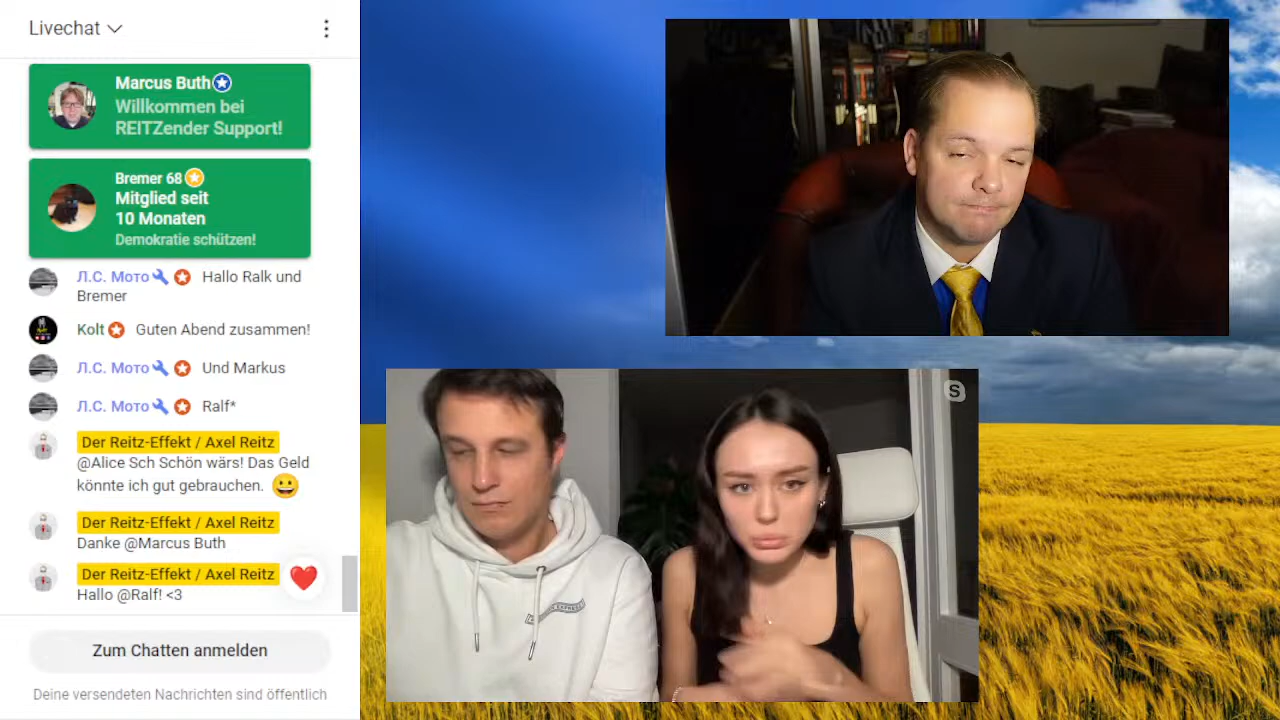 Livechat
Marcus Buth
Willkommen bei
REITZender Support!
Bremer 68
Mitglied seit
10 Monaten
Demokratie schützen!
Л.С. Мото Hallo Ralk und
Bremer
Kolt Guten Abend zusammen!
Л.С. Мото Und Markus
Л.С. Мото Ralf*
Der Reitz-Effekt / Axel Reitz
@Alice Sch Schön wärs! Das Geld
könnte ich gut gebrauchen. 😀
Der Reitz-Effekt / Axel Reitz
Danke @Marcus Buth
Der Reitz-Effekt / Axel Reitz
Hallo @Ralf! <3
Zum Chatten anmelden
Deine versendeten Nachrichten sind öffentlich
S